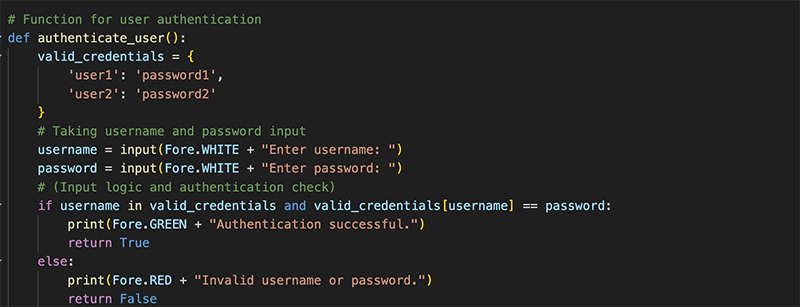 # Function for user authentication
def authenticate_user():
    valid_credentials = {
        'user1': 'password1',
        'user2': 'password2'
    }
    # Taking username and password input
    username = input(Fore.WHITE + "Enter username: ")
    password = input(Fore.WHITE + "Enter password: ")
    # (Input logic and authentication check)
    if username in valid_credentials and valid_credentials[username] == password:
        print(Fore.GREEN + "Authentication successful.")
        return True
    else:
        print(Fore.RED + "Invalid username or password.")
        return False